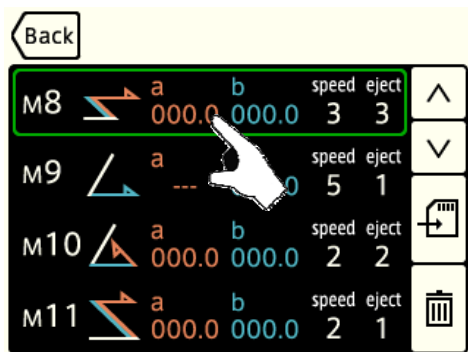 Back
M8 a 000.0 b 000.0 speed 3 eject 3
M9 a --- 0 speed 5 eject 1
M10 a 000.0 b 000.0 speed 2 eject 2
M11 a 000.0 b 000.0 speed 2 eject 1